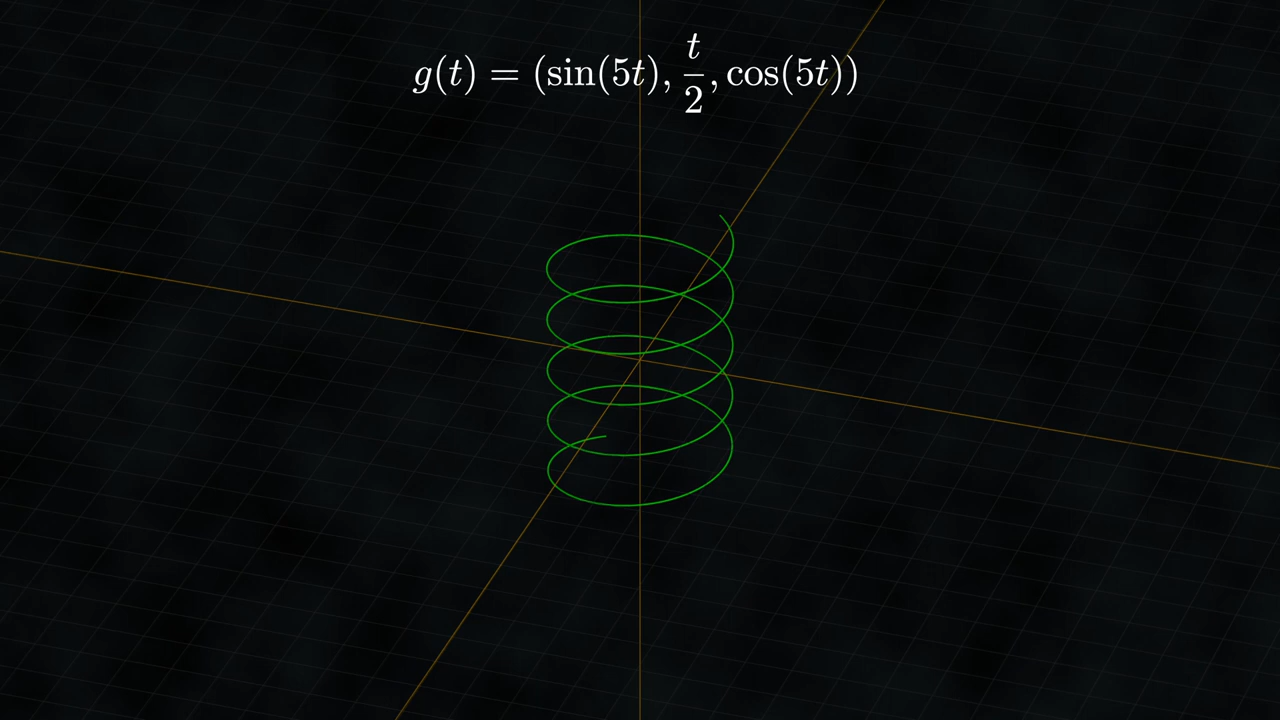 g(t) = (sin(5t), t/2, cos(5t))